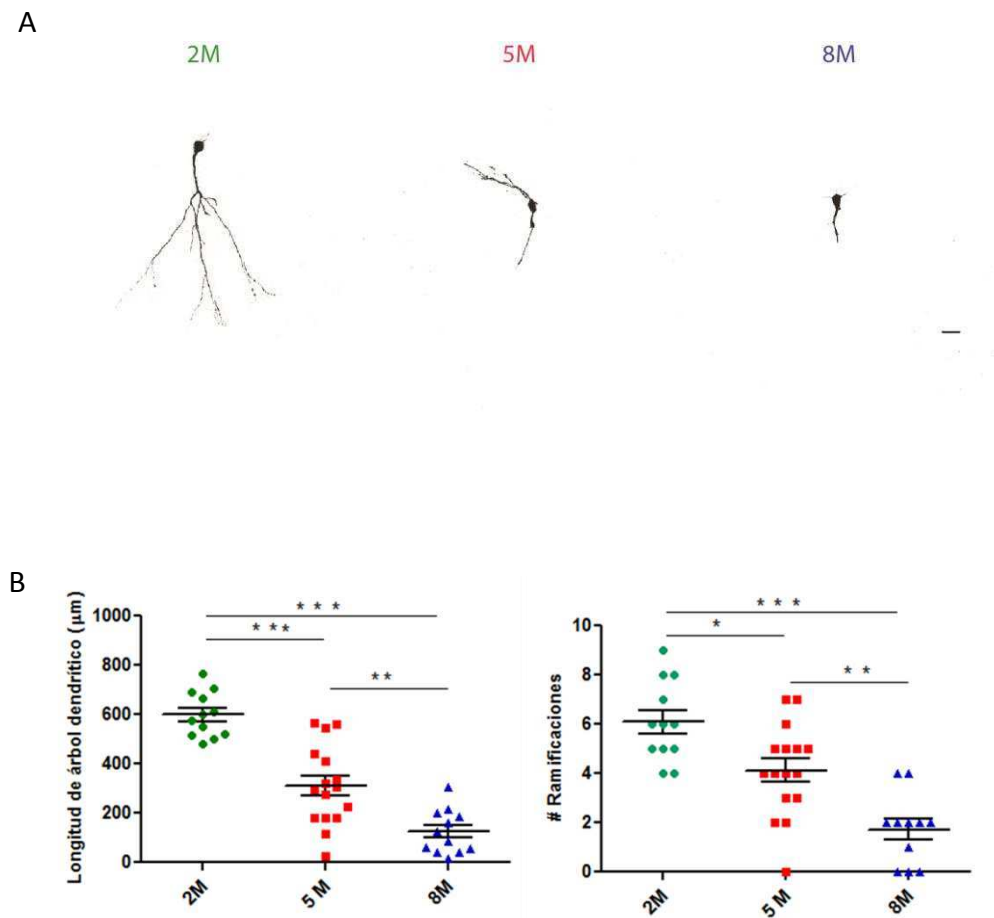 A
2M 5M 8M
B
Longitud de árbol dendrítico (µm)
1000
800
600
400
200
0
* * *
* * *
* *
2M 5 M 8M
# Ramificaciones
10
8
6
4
2
0
* * *
*
* *
2M 5 M 8M